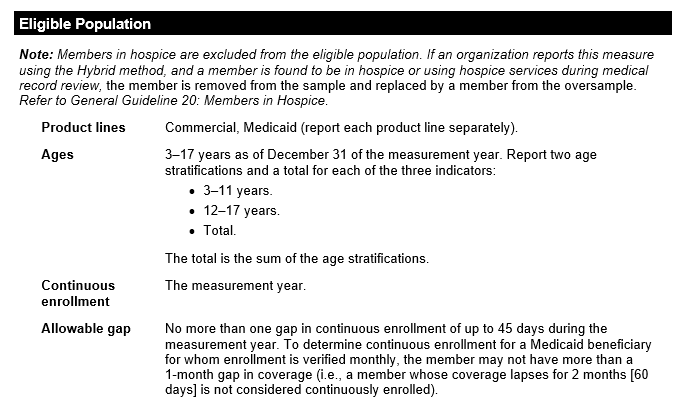 Eligible Population
Note: Members in hospice are excluded from the eligible population. If an organization reports this measure
using the Hybrid method, and a member is found to be in hospice or using hospice services during medical
record review, the member is removed from the sample and replaced by a member from the oversample.
Refer to General Guideline 20: Members in Hospice.
Product lines Commercial, Medicaid (report each product line separately).
Ages 3–17 years as of December 31 of the measurement year. Report two age
stratifications and a total for each of the three indicators:
• 3–11 years.
• 12–17 years.
• Total.
The total is the sum of the age stratifications.
Continuous The measurement year.
enrollment
Allowable gap No more than one gap in continuous enrollment of up to 45 days during the
measurement year. To determine continuous enrollment for a Medicaid beneficiary
for whom enrollment is verified monthly, the member may not have more than a
1-month gap in coverage (i.e., a member whose coverage lapses for 2 months [60
days] is not considered continuously enrolled).